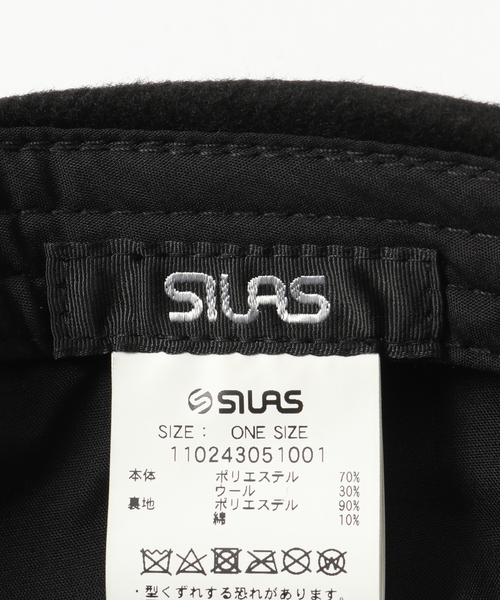 SILAS
SILAS
SIZE： ONE SIZE
110243051001
本体 ポリエステル 70%
ウール 30%
裏地 ポリエステル 90%
綿 10%
・型くずれする恐れがあります。